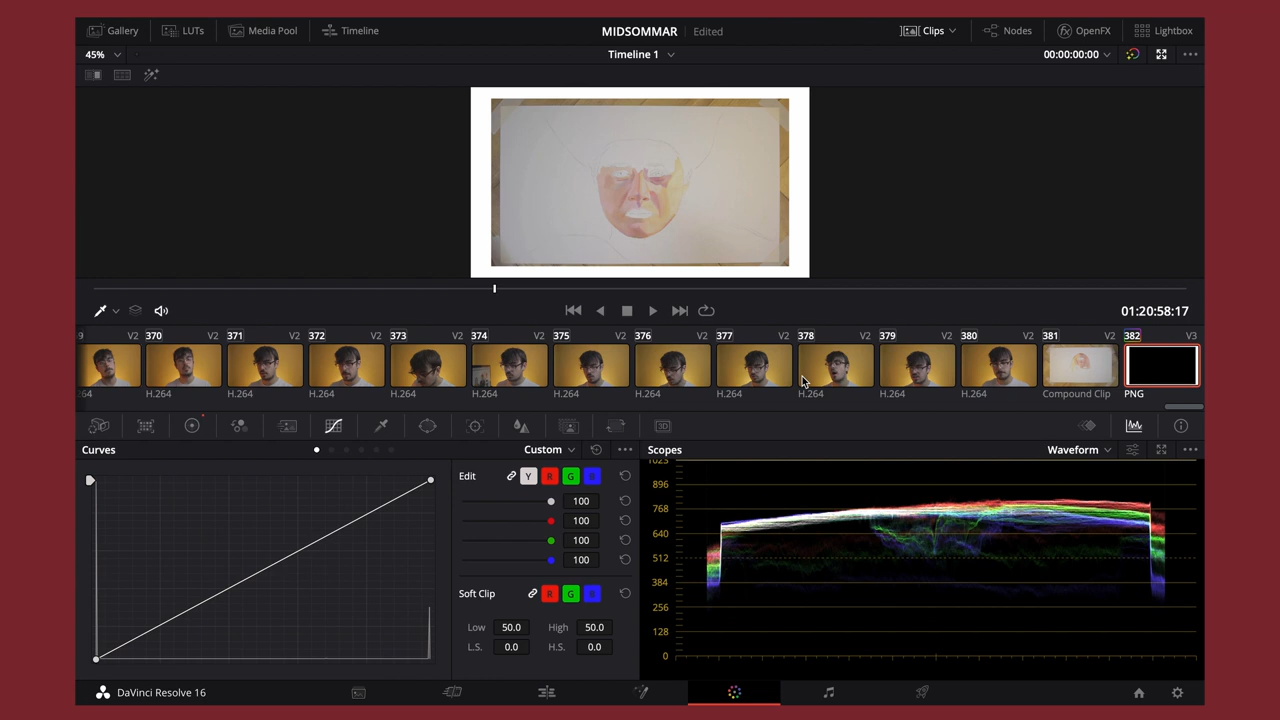 Gallery LUTs Media Pool Timeline MIDSOMMAR Edited Clips Nodes OpenFX Lightbox
45% Timeline 1 00:00:00:00
01:20:58:17
9 V2 370 V2 371 V2 372 V2 373 V2 374 V2 375 V2 376 V2 377 V2 378 V2 379 V2 380 V2 381 V2 382 V3
H.264 H.264 H.264 H.264 H.264 H.264 H.264 H.264 H.264 H.264 H.264 Compound Clip PNG
3D
Curves Custom Scopes Waveform
Edit Y R G B
100
100
100
100
Soft Clip R G B
Low 50.0 High 50.0
L.S. 0.0 H.S. 0.0
1023
896
768
640
512
384
256
128
0
DaVinci Resolve 16